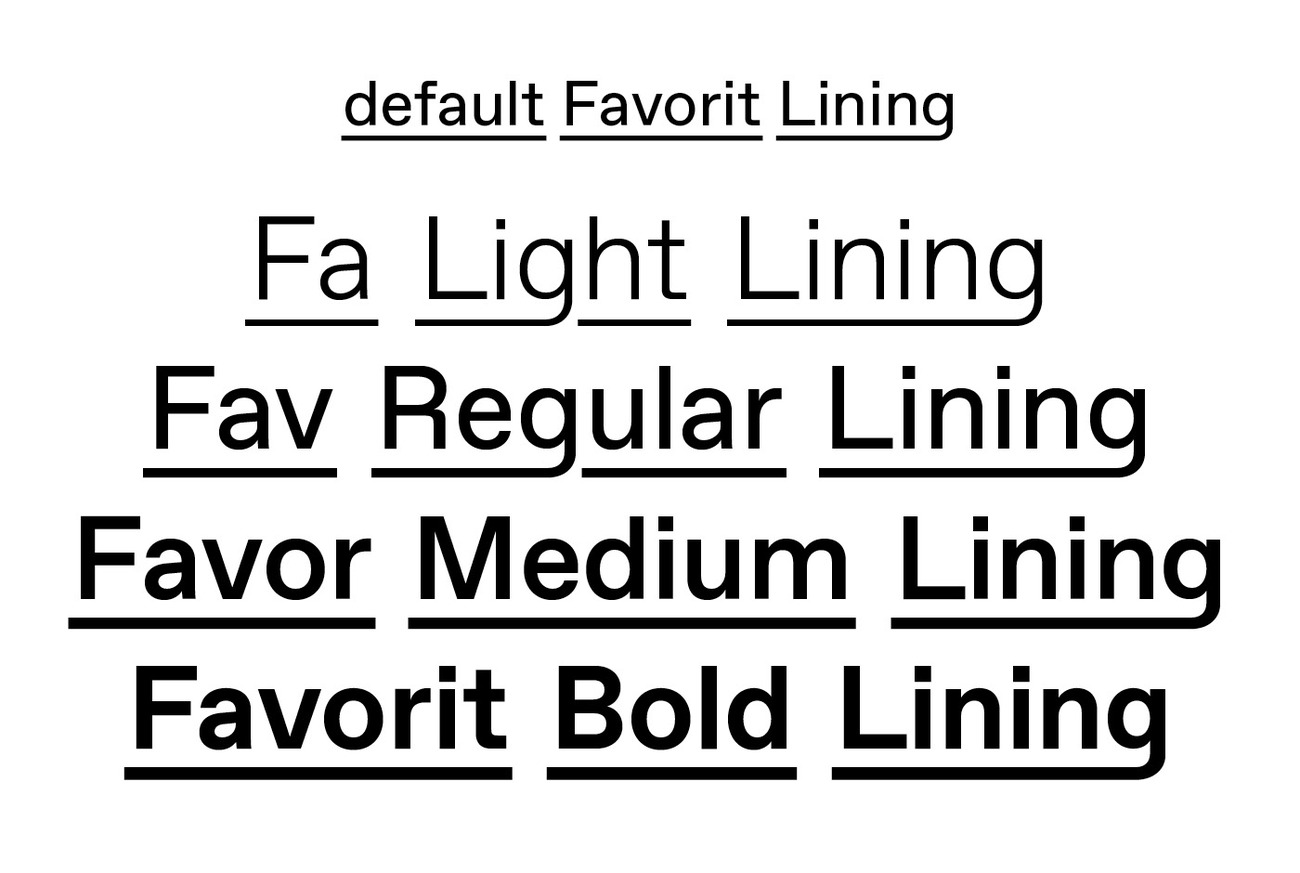 default Favorit Lining
Fa Light Lining
Fav Regular Lining
Favor Medium Lining
Favorit Bold Lining